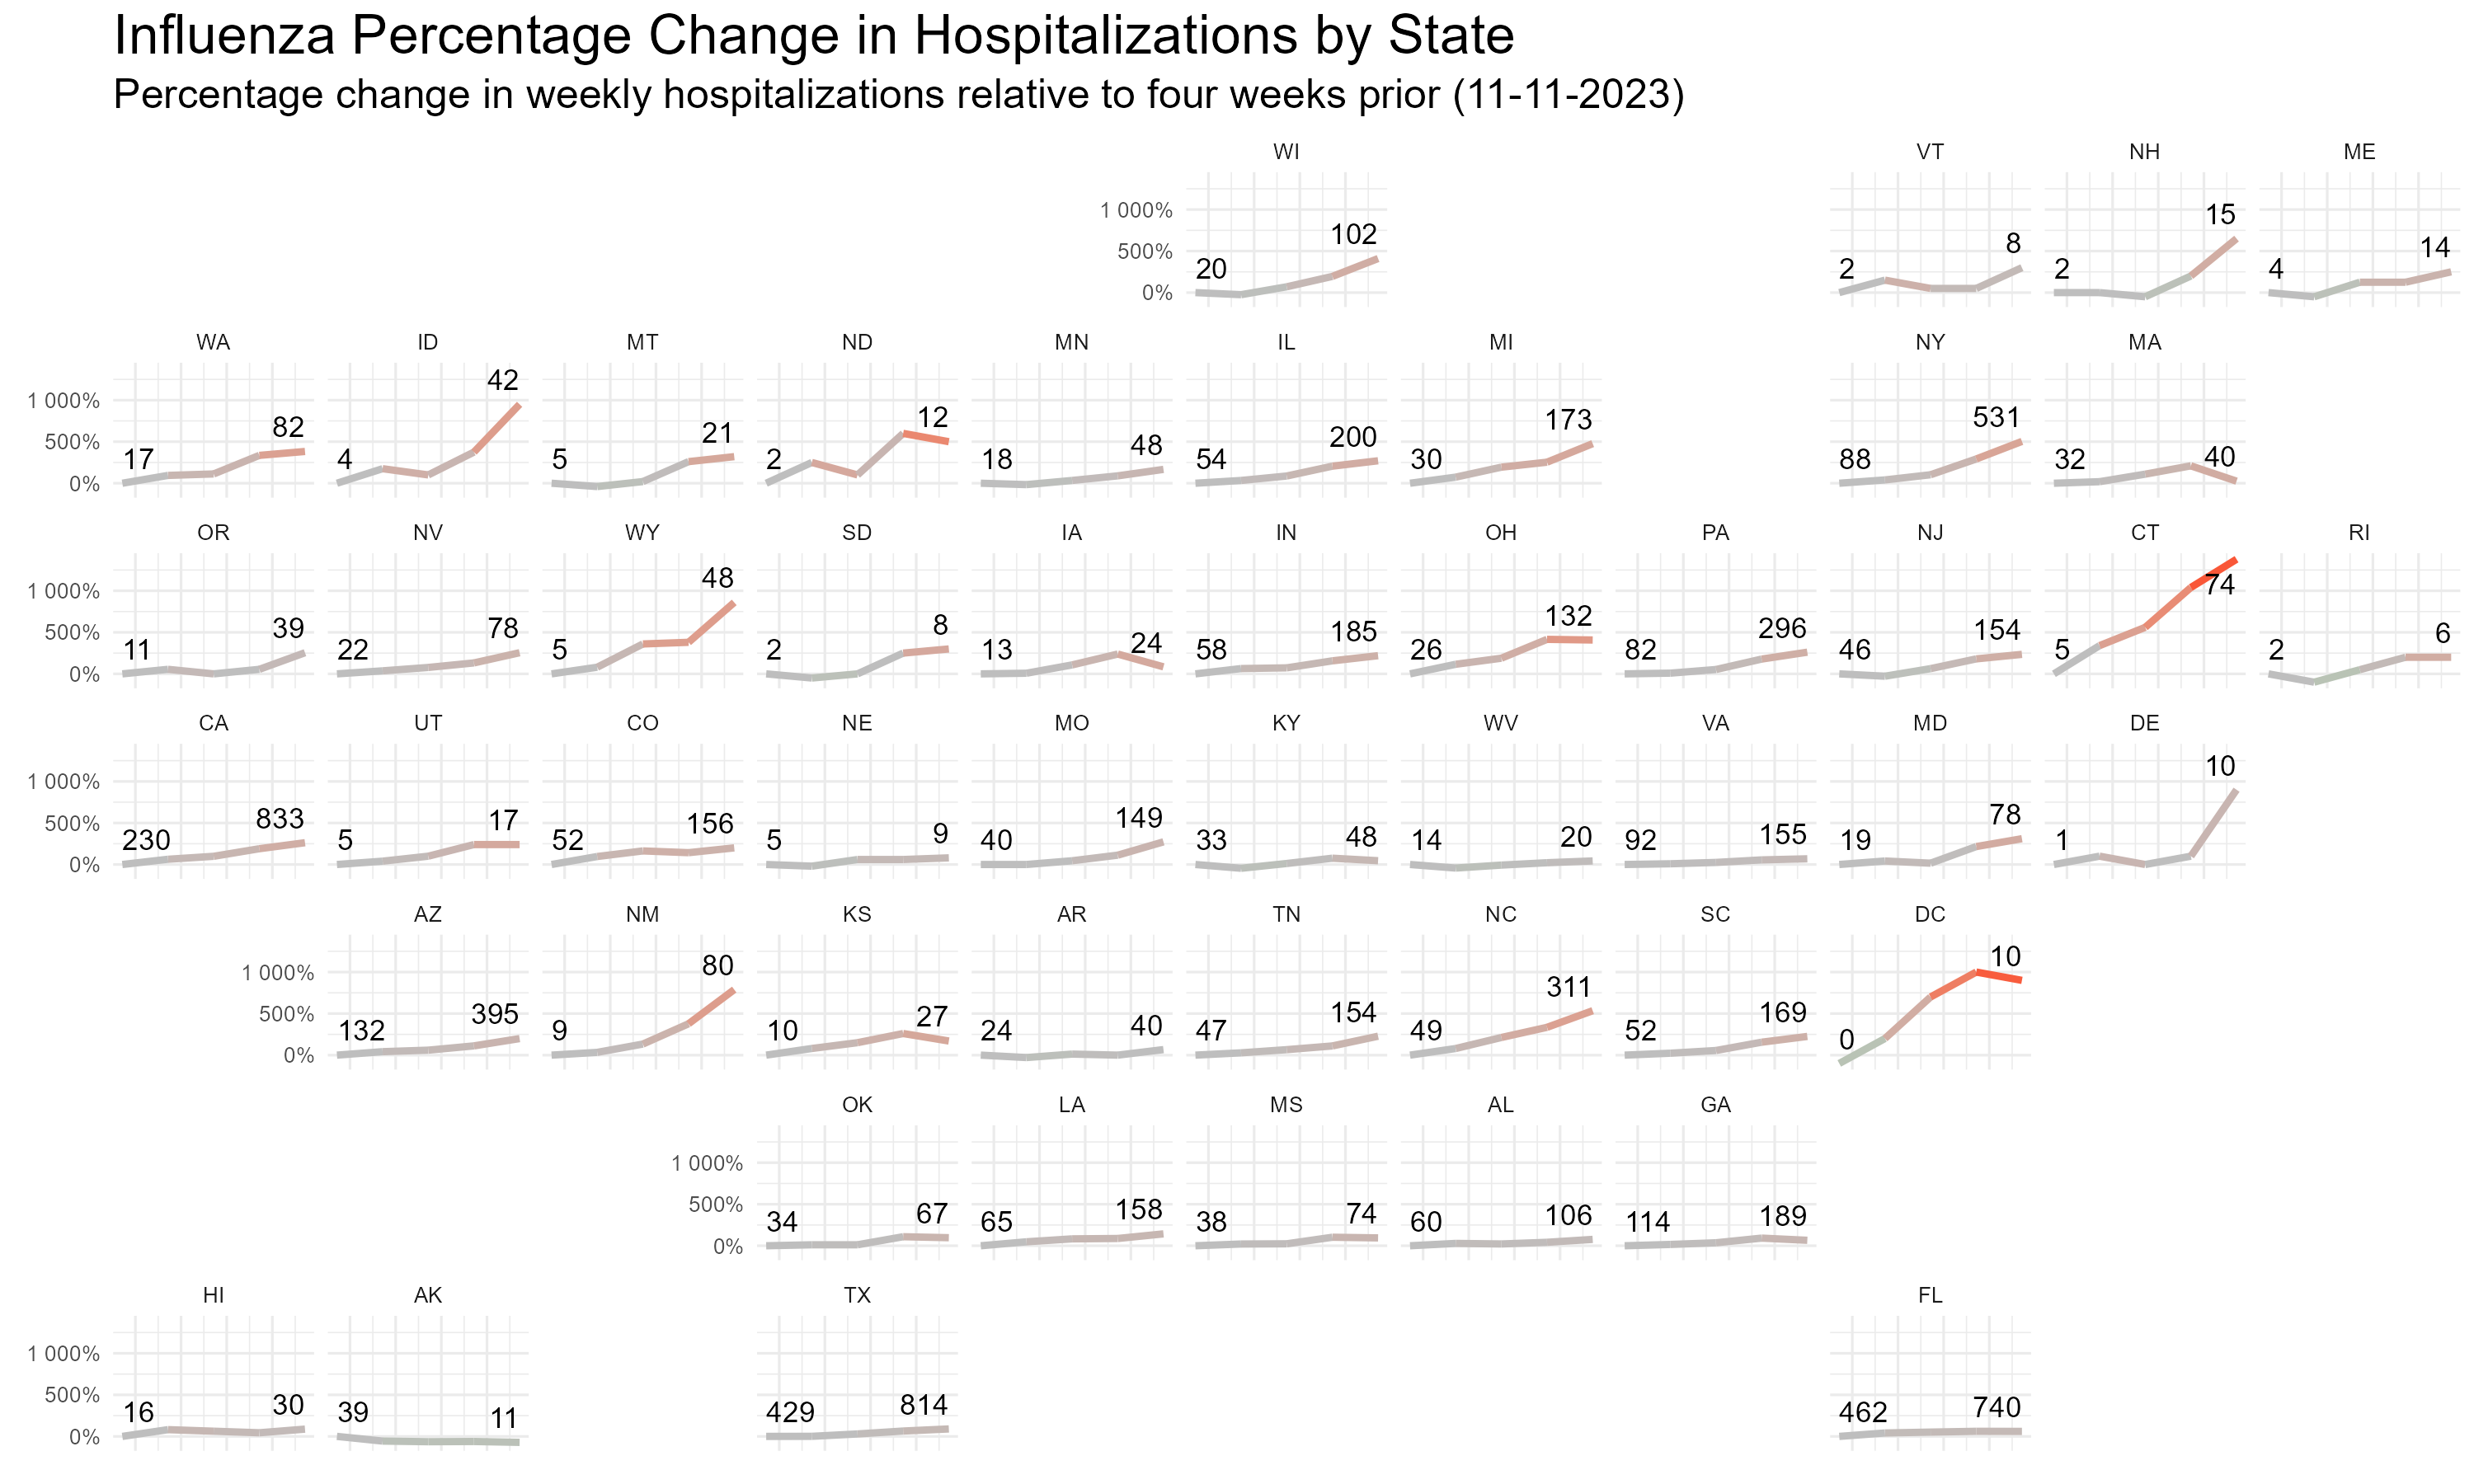 Influenza Percentage Change in Hospitalizations by State
Percentage change in weekly hospitalizations relative to four weeks prior (11-11-2023)
WI VT NH ME
1 000%
500%
0%
20 102 2 8 2 15 4 14
WA ID MT ND MN IL MI NY MA
1 000%
500%
0%
17 82 4 42 5 21 2 12 18 48 54 200 30 173 88 531 32 40
OR NV WY SD IA IN OH PA NJ CT RI
1 000%
500%
0%
11 39 22 78 5 48 2 8 13 24 58 185 26 132 82 296 46 154 5 74 2 6
CA UT CO NE MO KY WV VA MD DE
1 000%
500%
0%
230 833 5 17 52 156 5 9 40 149 33 48 14 20 92 155 19 78 1 10
AZ NM KS AR TN NC SC DC
1 000%
500%
0%
132 395 9 80 10 27 24 40 47 154 49 311 52 169 0 10
OK LA MS AL GA
1 000%
500%
0%
34 67 65 158 38 74 60 106 114 189
HI AK TX FL
1 000%
500%
0%
16 30 39 11 429 814 462 740